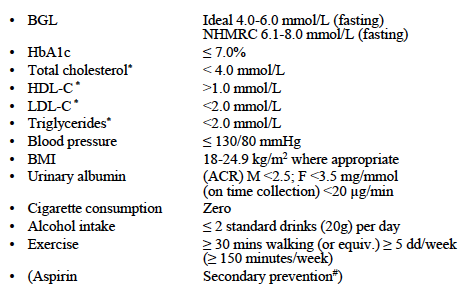 • BGL Ideal 4.0-6.0 mmol/L (fasting)
NHMRC 6.1-8.0 mmol/L (fasting)
• HbA1c ≤ 7.0%
• Total cholesterol* < 4.0 mmol/L
• HDL-C * >1.0 mmol/L
• LDL-C * <2.0 mmol/L
• Triglycerides* <2.0 mmol/L
• Blood pressure ≤ 130/80 mmHg
• BMI 18-24.9 kg/m² where appropriate
• Urinary albumin (ACR) M <2.5; F <3.5 mg/mmol
(on time collection) <20 µg/min
• Cigarette consumption Zero
• Alcohol intake ≤ 2 standard drinks (20g) per day
• Exercise ≥ 30 mins walking (or equiv.) ≥ 5 dd/week
(≥ 150 minutes/week)
• (Aspirin Secondary prevention#)